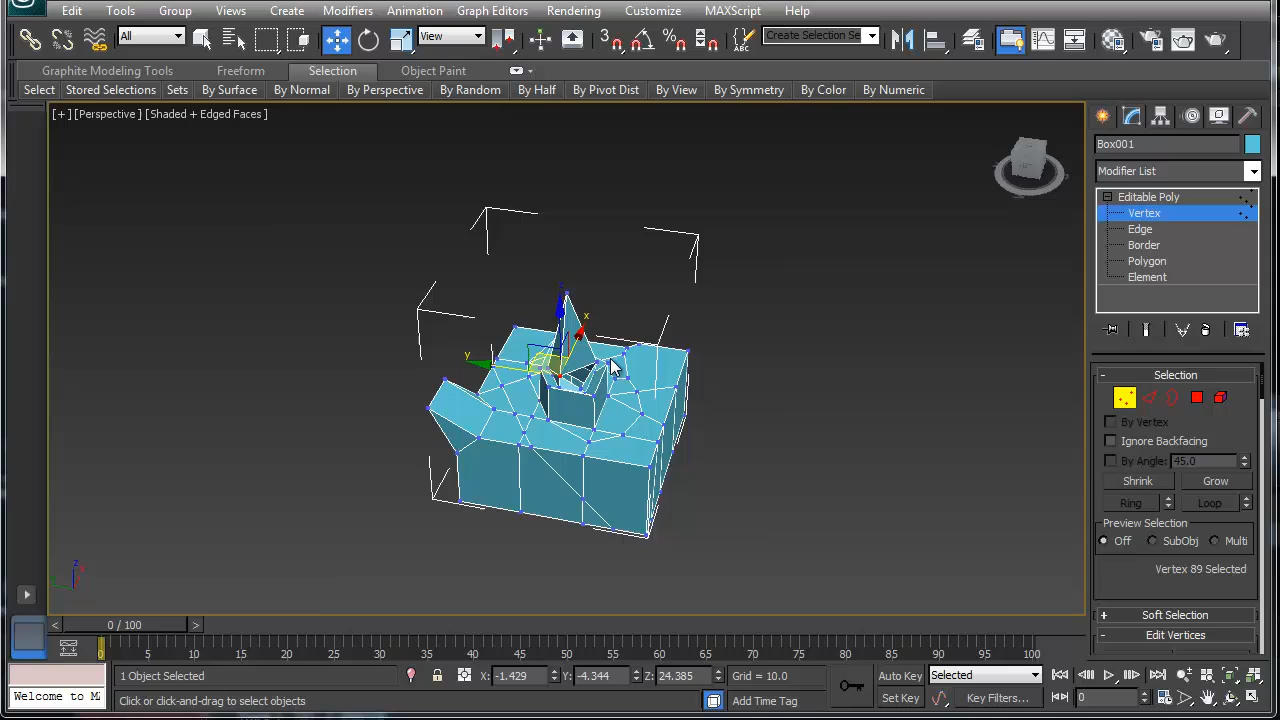 Edit Tools Group Views Create Modifiers Animation Graph Editors Rendering Customize MAXScript Help
All View Create Selection Se
Graphite Modeling Tools Freeform Selection Object Paint
Select Stored Selections Sets By Surface By Normal By Perspective By Random By Half By Pivot Dist By View By Symmetry By Color By Numeric
[+][Perspective][Shaded + Edged Faces]
Box001
Modifier List
Editable Poly
Vertex
Edge
Border
Polygon
Element
x
y
z
Selection
By Vertex
Ignore Backfacing
By Angle: 45.0
Shrink Grow
Ring Loop
Preview Selection
Off SubObj Multi
Vertex 89 Selected
Soft Selection
Edit Vertices
0 / 100
0 5 10 15 20 25 30 35 40 45 50 55 60 65 70 75 80 85 90 95 100
1 Object Selected X: -1.429 Y: -4.344 Z: 24.385 Grid = 10.0 Auto Key Selected
Welcome to MA Click or click-and-drag to select objects Add Time Tag Set Key Key Filters... 0